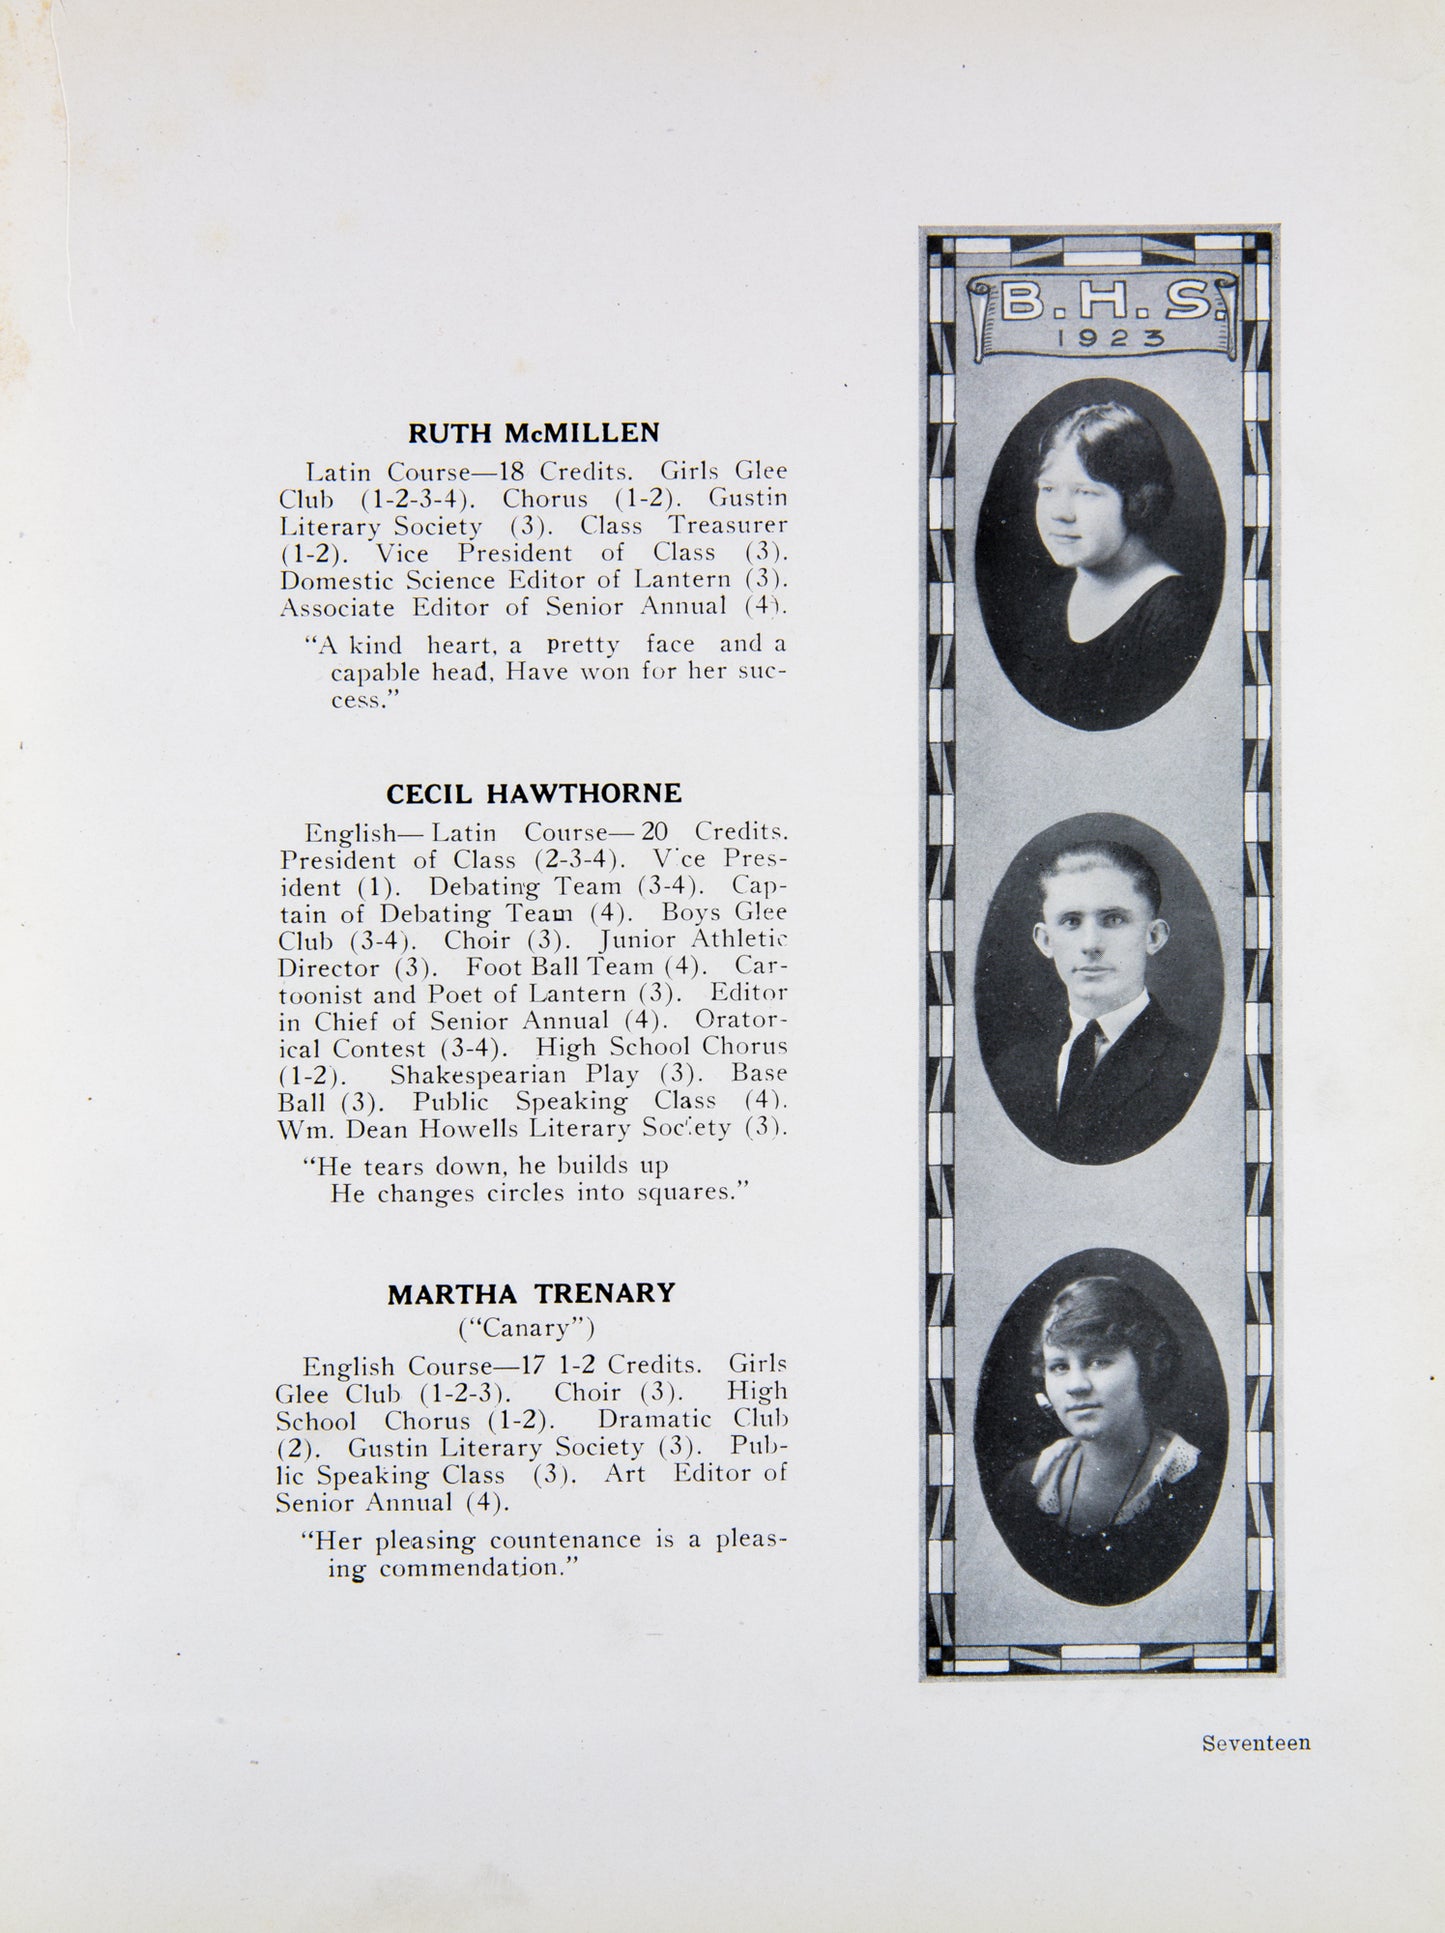 B. H. S.
1923
RUTH McMILLEN
Latin Course—18 Credits. Girls Glee
Club (1-2-3-4). Chorus (1-2). Gustin
Literary Society (3). Class Treasurer
(1-2). Vice President of Class (3).
Domestic Science Editor of Lantern (3).
Associate Editor of Senior Annual (4).
“A kind heart, a pretty face and a
capable head, Have won for her suc-
cess.”
CECIL HAWTHORNE
English—Latin Course—20 Credits.
President of Class (2-3-4). Vice Pres-
ident (1). Debating Team (3-4). Cap-
tain of Debating Team (4). Boys Glee
Club (3-4). Choir (3). Junior Athletic
Director (3). Foot Ball Team (4). Car-
toonist and Poet of Lantern (3). Editor
in Chief of Senior Annual (4). Orator-
ical Contest (3-4). High School Chorus
(1-2). Shakespearian Play (3). Base
Ball (3). Public Speaking Class (4).
Wm. Dean Howells Literary Society (3).
“He tears down, he builds up
He changes circles into squares.”
MARTHA TRENARY
(“Canary”)
English Course—17 1-2 Credits. Girls
Glee Club (1-2-3). Choir (3). High
School Chorus (1-2). Dramatic Club
(2). Gustin Literary Society (3). Pub-
lic Speaking Class (3). Art Editor of
Senior Annual (4).
“Her pleasing countenance is a pleas-
ing commendation.”
Seventeen